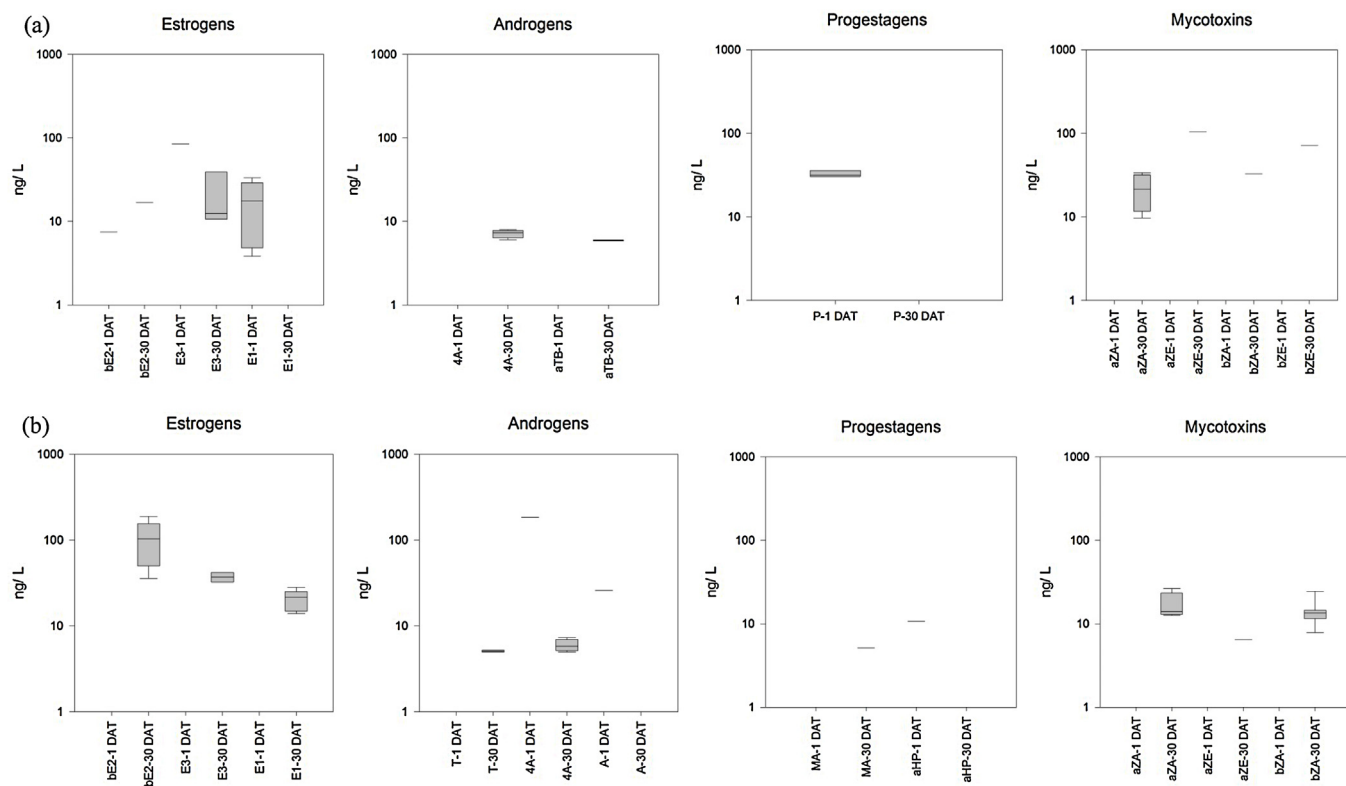 (a)
Estrogens
1000
100
10
1
ng/ L
bE2-1 DAT
bE2-30 DAT
E3-1 DAT
E3-30 DAT
E1-1 DAT
E1-30 DAT
Androgens
1000
100
10
1
ng/ L
4A-1 DAT
4A-30 DAT
aTB-1 DAT
aTB-30 DAT
Progestagens
1000
100
10
1
ng/ L
P-1 DAT
P-30 DAT
Mycotoxins
1000
100
10
1
ng/ L
aZA-1 DAT
aZA-30 DAT
aZE-1 DAT
aZE-30 DAT
bZA-1 DAT
bZA-30 DAT
bZE-1 DAT
bZE-30 DAT
(b)
Estrogens
1000
100
10
1
ng/ L
bE2-1 DAT
bE2-30 DAT
E3-1 DAT
E3-30 DAT
E1-1 DAT
E1-30 DAT
Androgens
1000
100
10
1
ng/ L
T-1 DAT
T-30 DAT
4A-1 DAT
4A-30 DAT
A-1 DAT
A-30 DAT
Progestagens
1000
100
10
1
ng/ L
MA-1 DAT
MA-30 DAT
aHP-1 DAT
aHP-30 DAT
Mycotoxins
1000
100
10
1
ng/ L
aZA-1 DAT
aZA-30 DAT
aZE-1 DAT
aZE-30 DAT
bZA-1 DAT
bZA-30 DAT